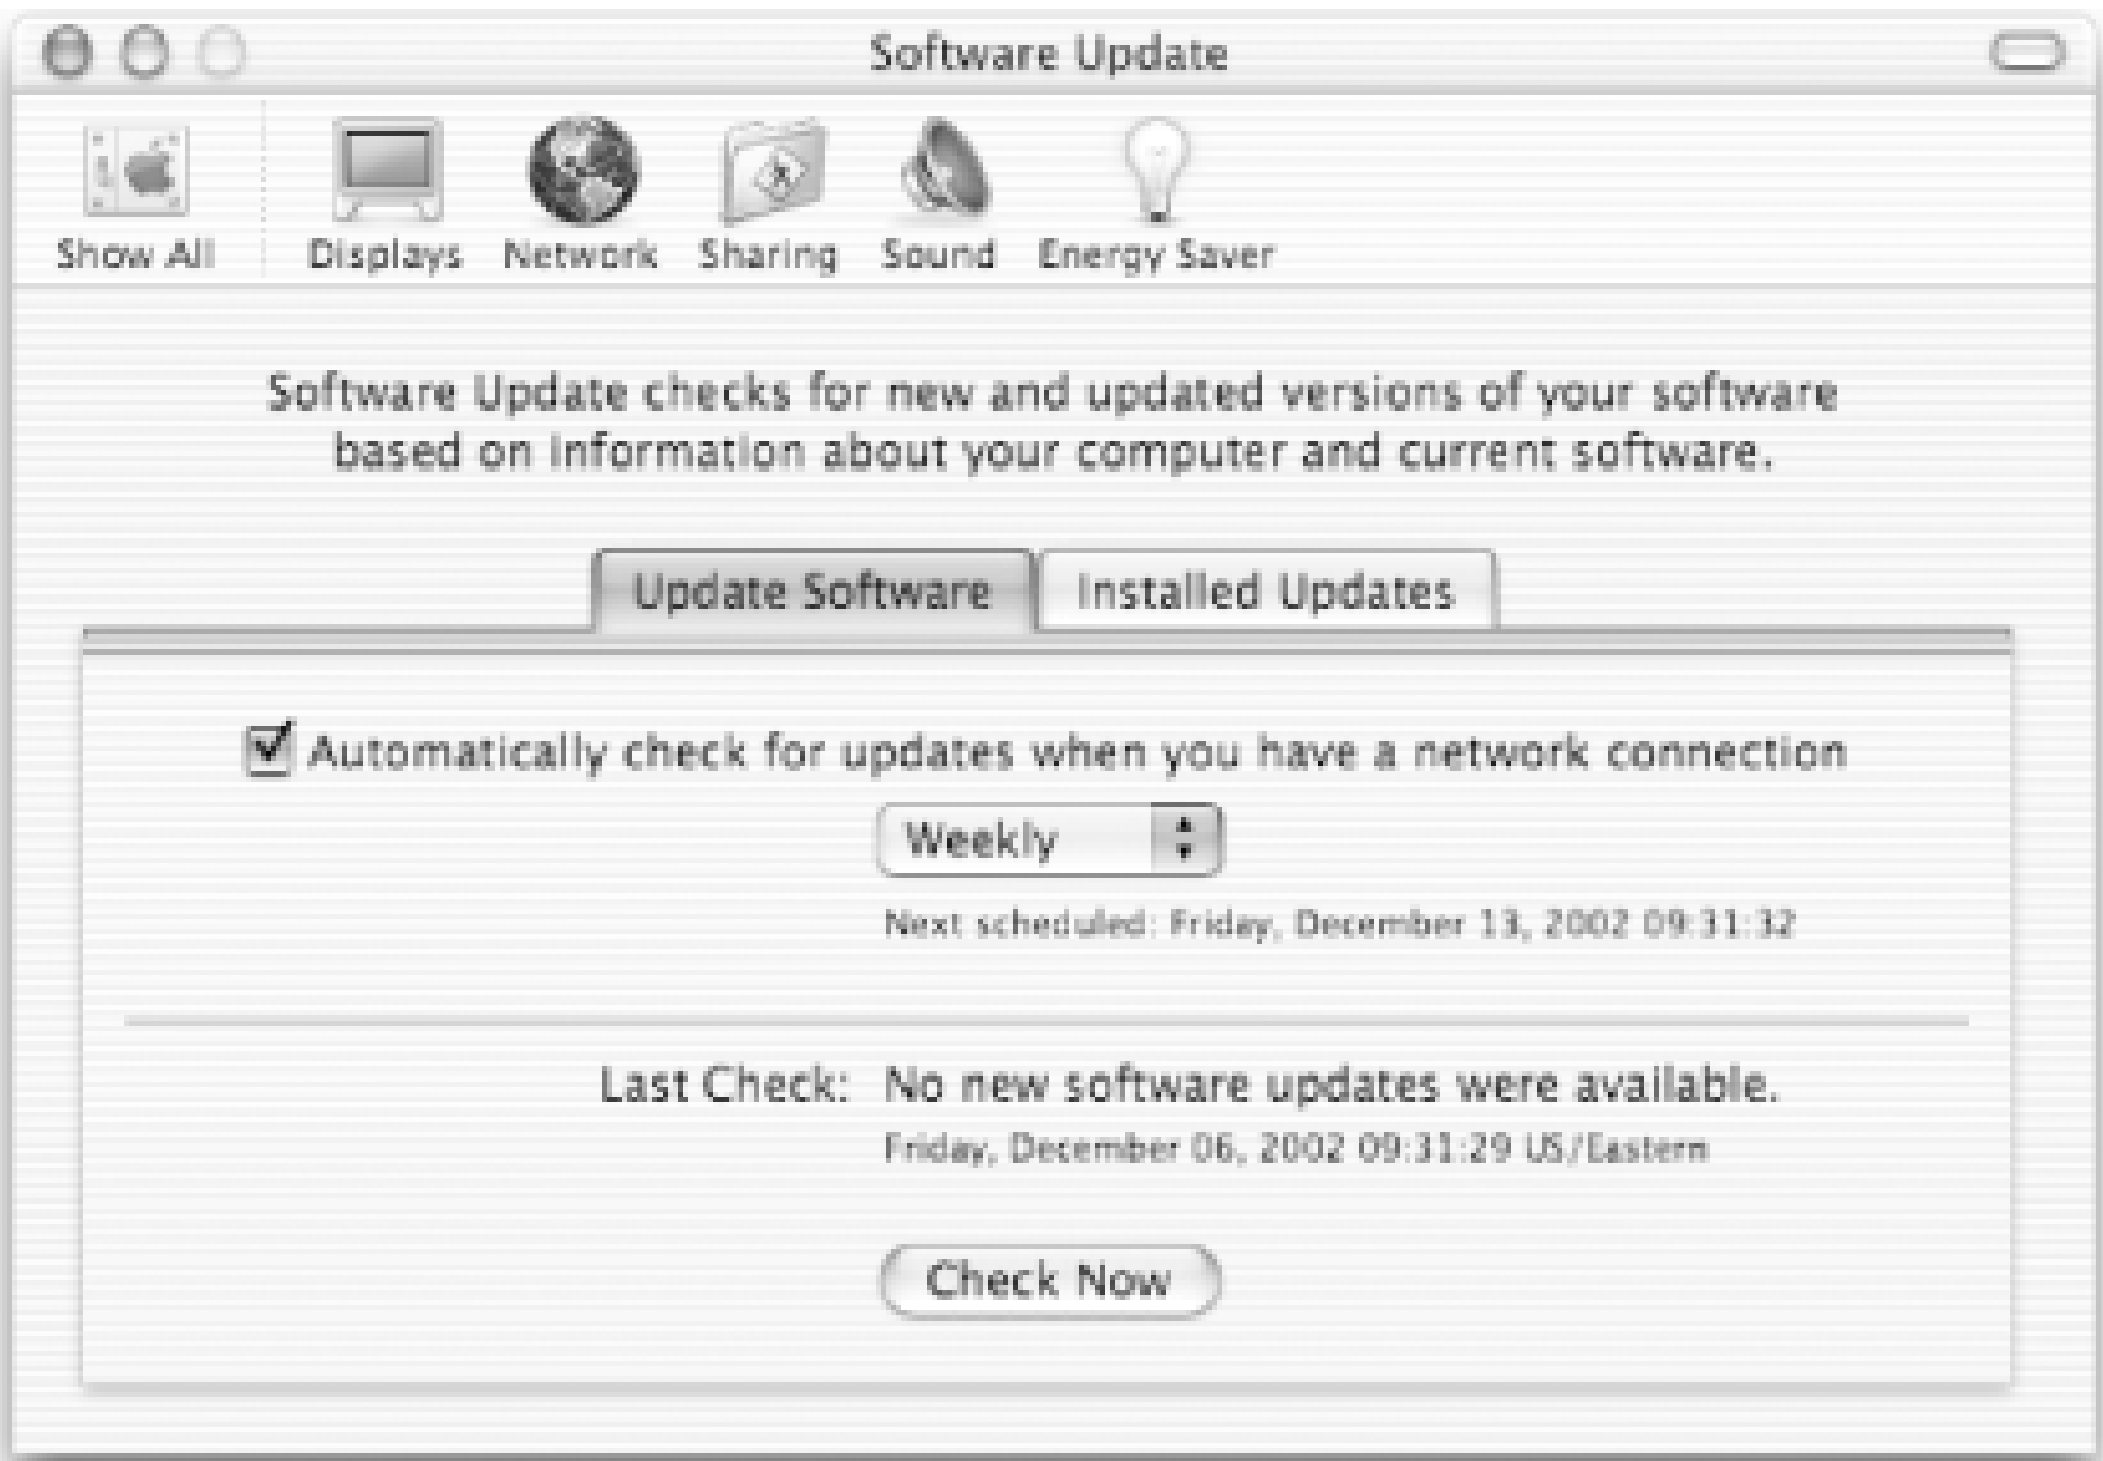 Software Update
Show All Displays Network Sharing Sound Energy Saver
Software Update checks for new and updated versions of your software
based on information about your computer and current software.
Update Software Installed Updates
Automatically check for updates when you have a network connection
Weekly
Next scheduled: Friday, December 13, 2002 09:31:32
Last Check: No new software updates were available.
Friday, December 06, 2002 09:31:29 US/Eastern
Check Now